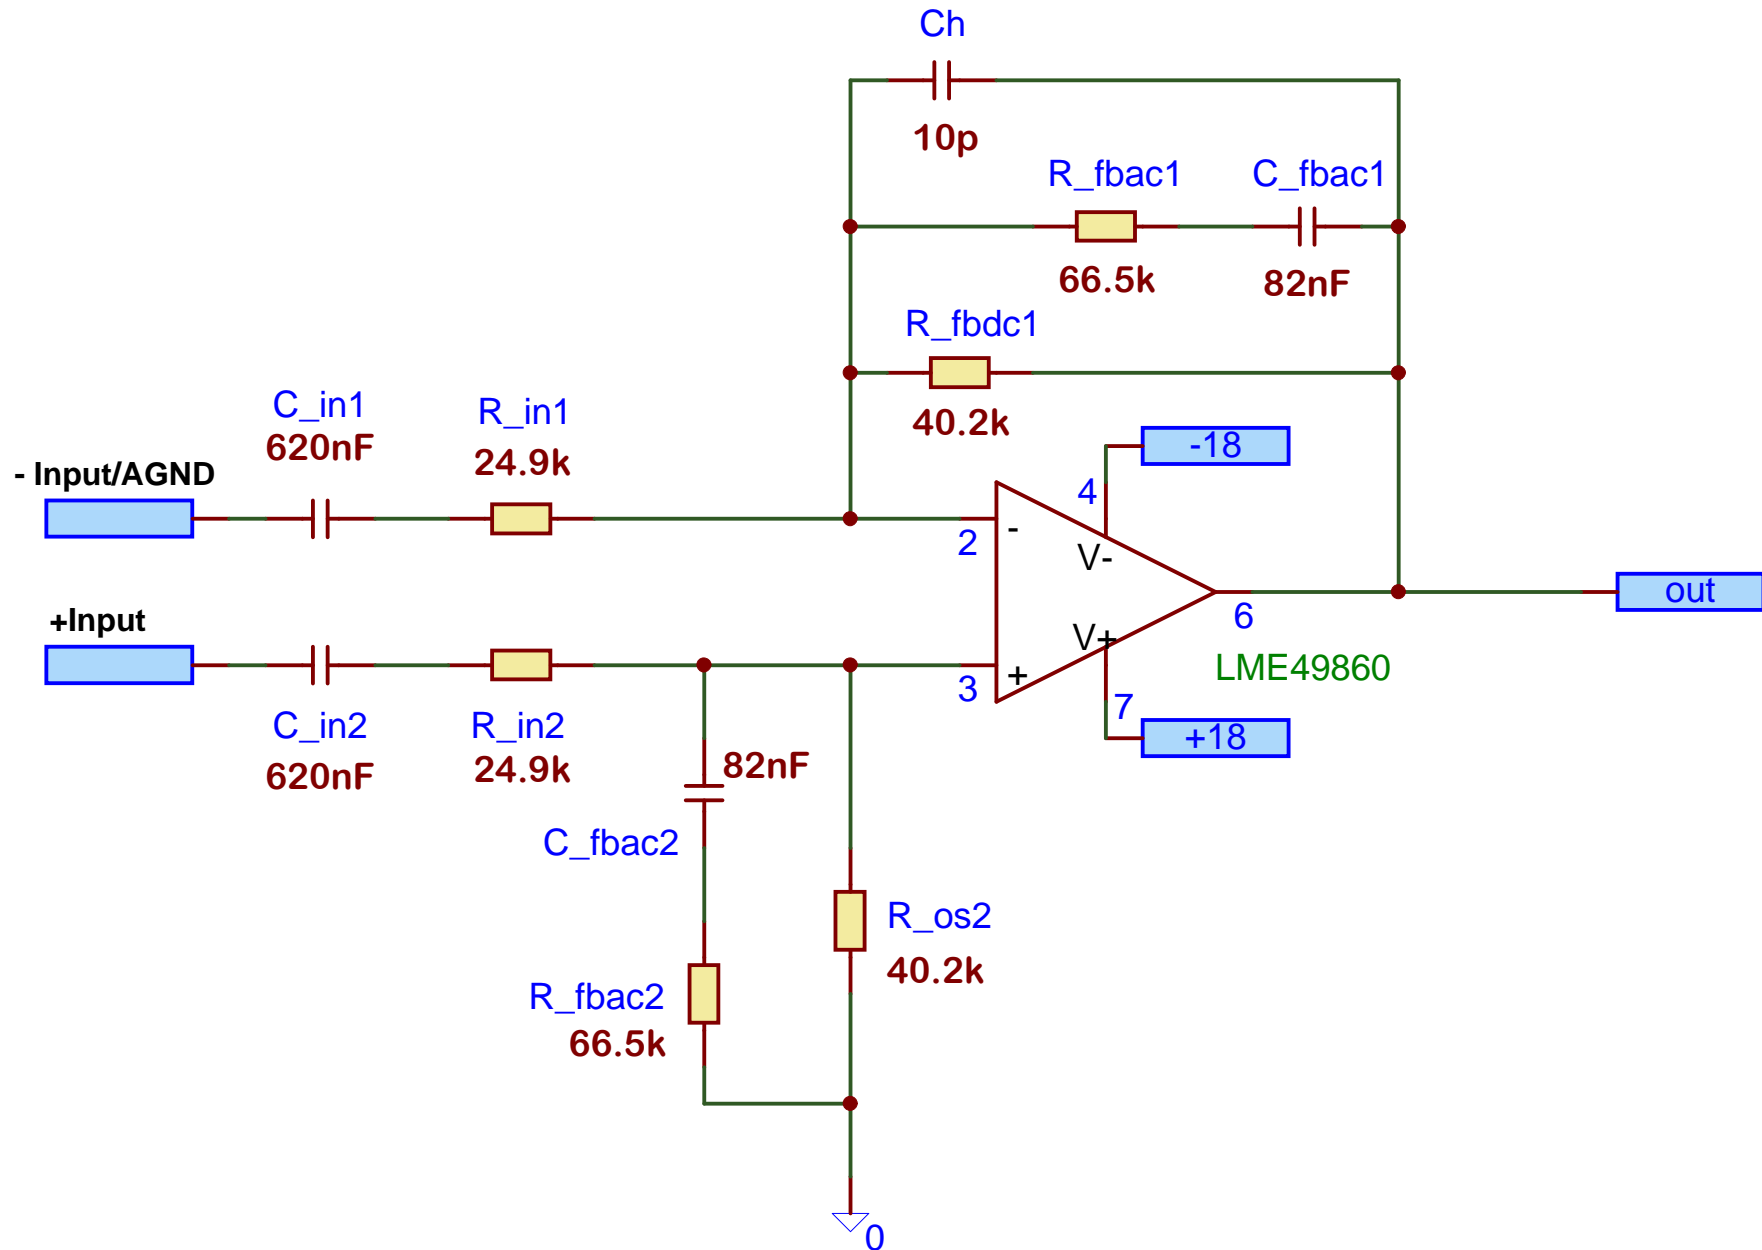 Ch
10p
R_fbac1
C_fbac1
66.5k
82nF
R_fbdc1
40.2k
C_in1
620nF
R_in1
24.9k
- Input/AGND
-18
4
2
-
V-
out
+Input
6
V+
LME49860
3
+
7
+18
C_in2
620nF
R_in2
24.9k
82nF
C_fbac2
R_os2
40.2k
R_fbac2
66.5k
0